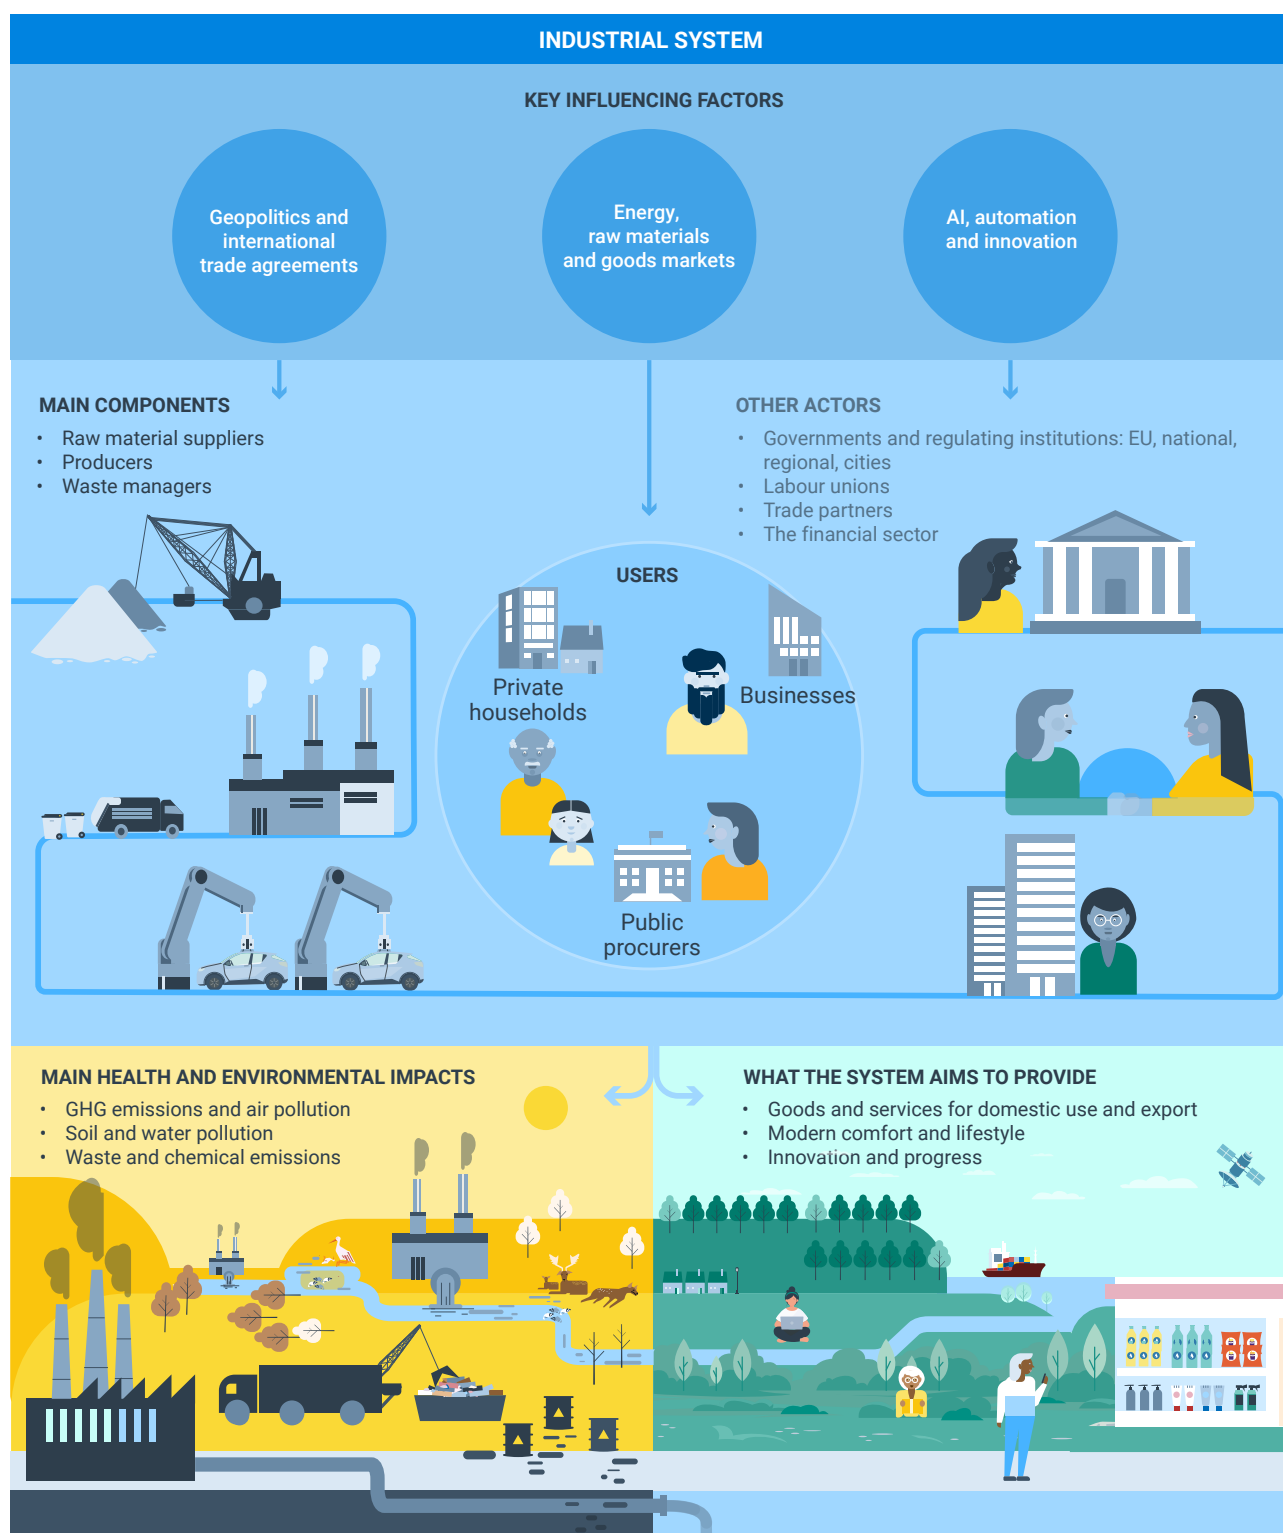 INDUSTRIAL SYSTEM
KEY INFLUENCING FACTORS
Geopolitics and
international
trade agreements
Energy,
raw materials
and goods markets
AI, automation
and innovation
MAIN COMPONENTS
• Raw material suppliers
• Producers
• Waste managers
OTHER ACTORS
• Governments and regulating institutions: EU, national,
regional, cities
• Labour unions
• Trade partners
• The financial sector
USERS
Private
households
Businesses
Public
procurers
MAIN HEALTH AND ENVIRONMENTAL IMPACTS
• GHG emissions and air pollution
• Soil and water pollution
• Waste and chemical emissions
WHAT THE SYSTEM AIMS TO PROVIDE
• Goods and services for domestic use and export
• Modern comfort and lifestyle
• Innovation and progress